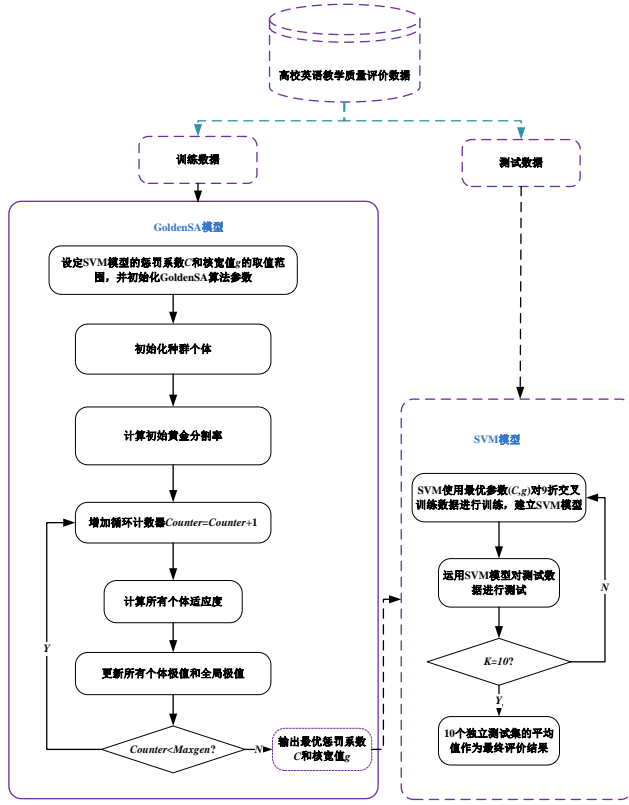 高校英语教学质量评价数据
训练数据
测试数据
GoldenSA模型
设定SVM模型的惩罚系数C和核宽值g的取值范
围，并初始化GoldenSA算法参数
初始化种群个体
计算初始黄金分割率
增加循环计数器Counter=Counter+1
计算所有个体适应度
更新所有个体极值和全局极值
Counter<Maxgen?
Y
N
输出最优惩罚系数
C和核宽值g
SVM模型
SVM使用最优参数(C,g)对9折交叉
训练数据进行训练，建立SVM模型
运用SVM模型对测试数
据进行测试
N
K=10?
Y
10个独立测试集的平均
值作为最终评价结果